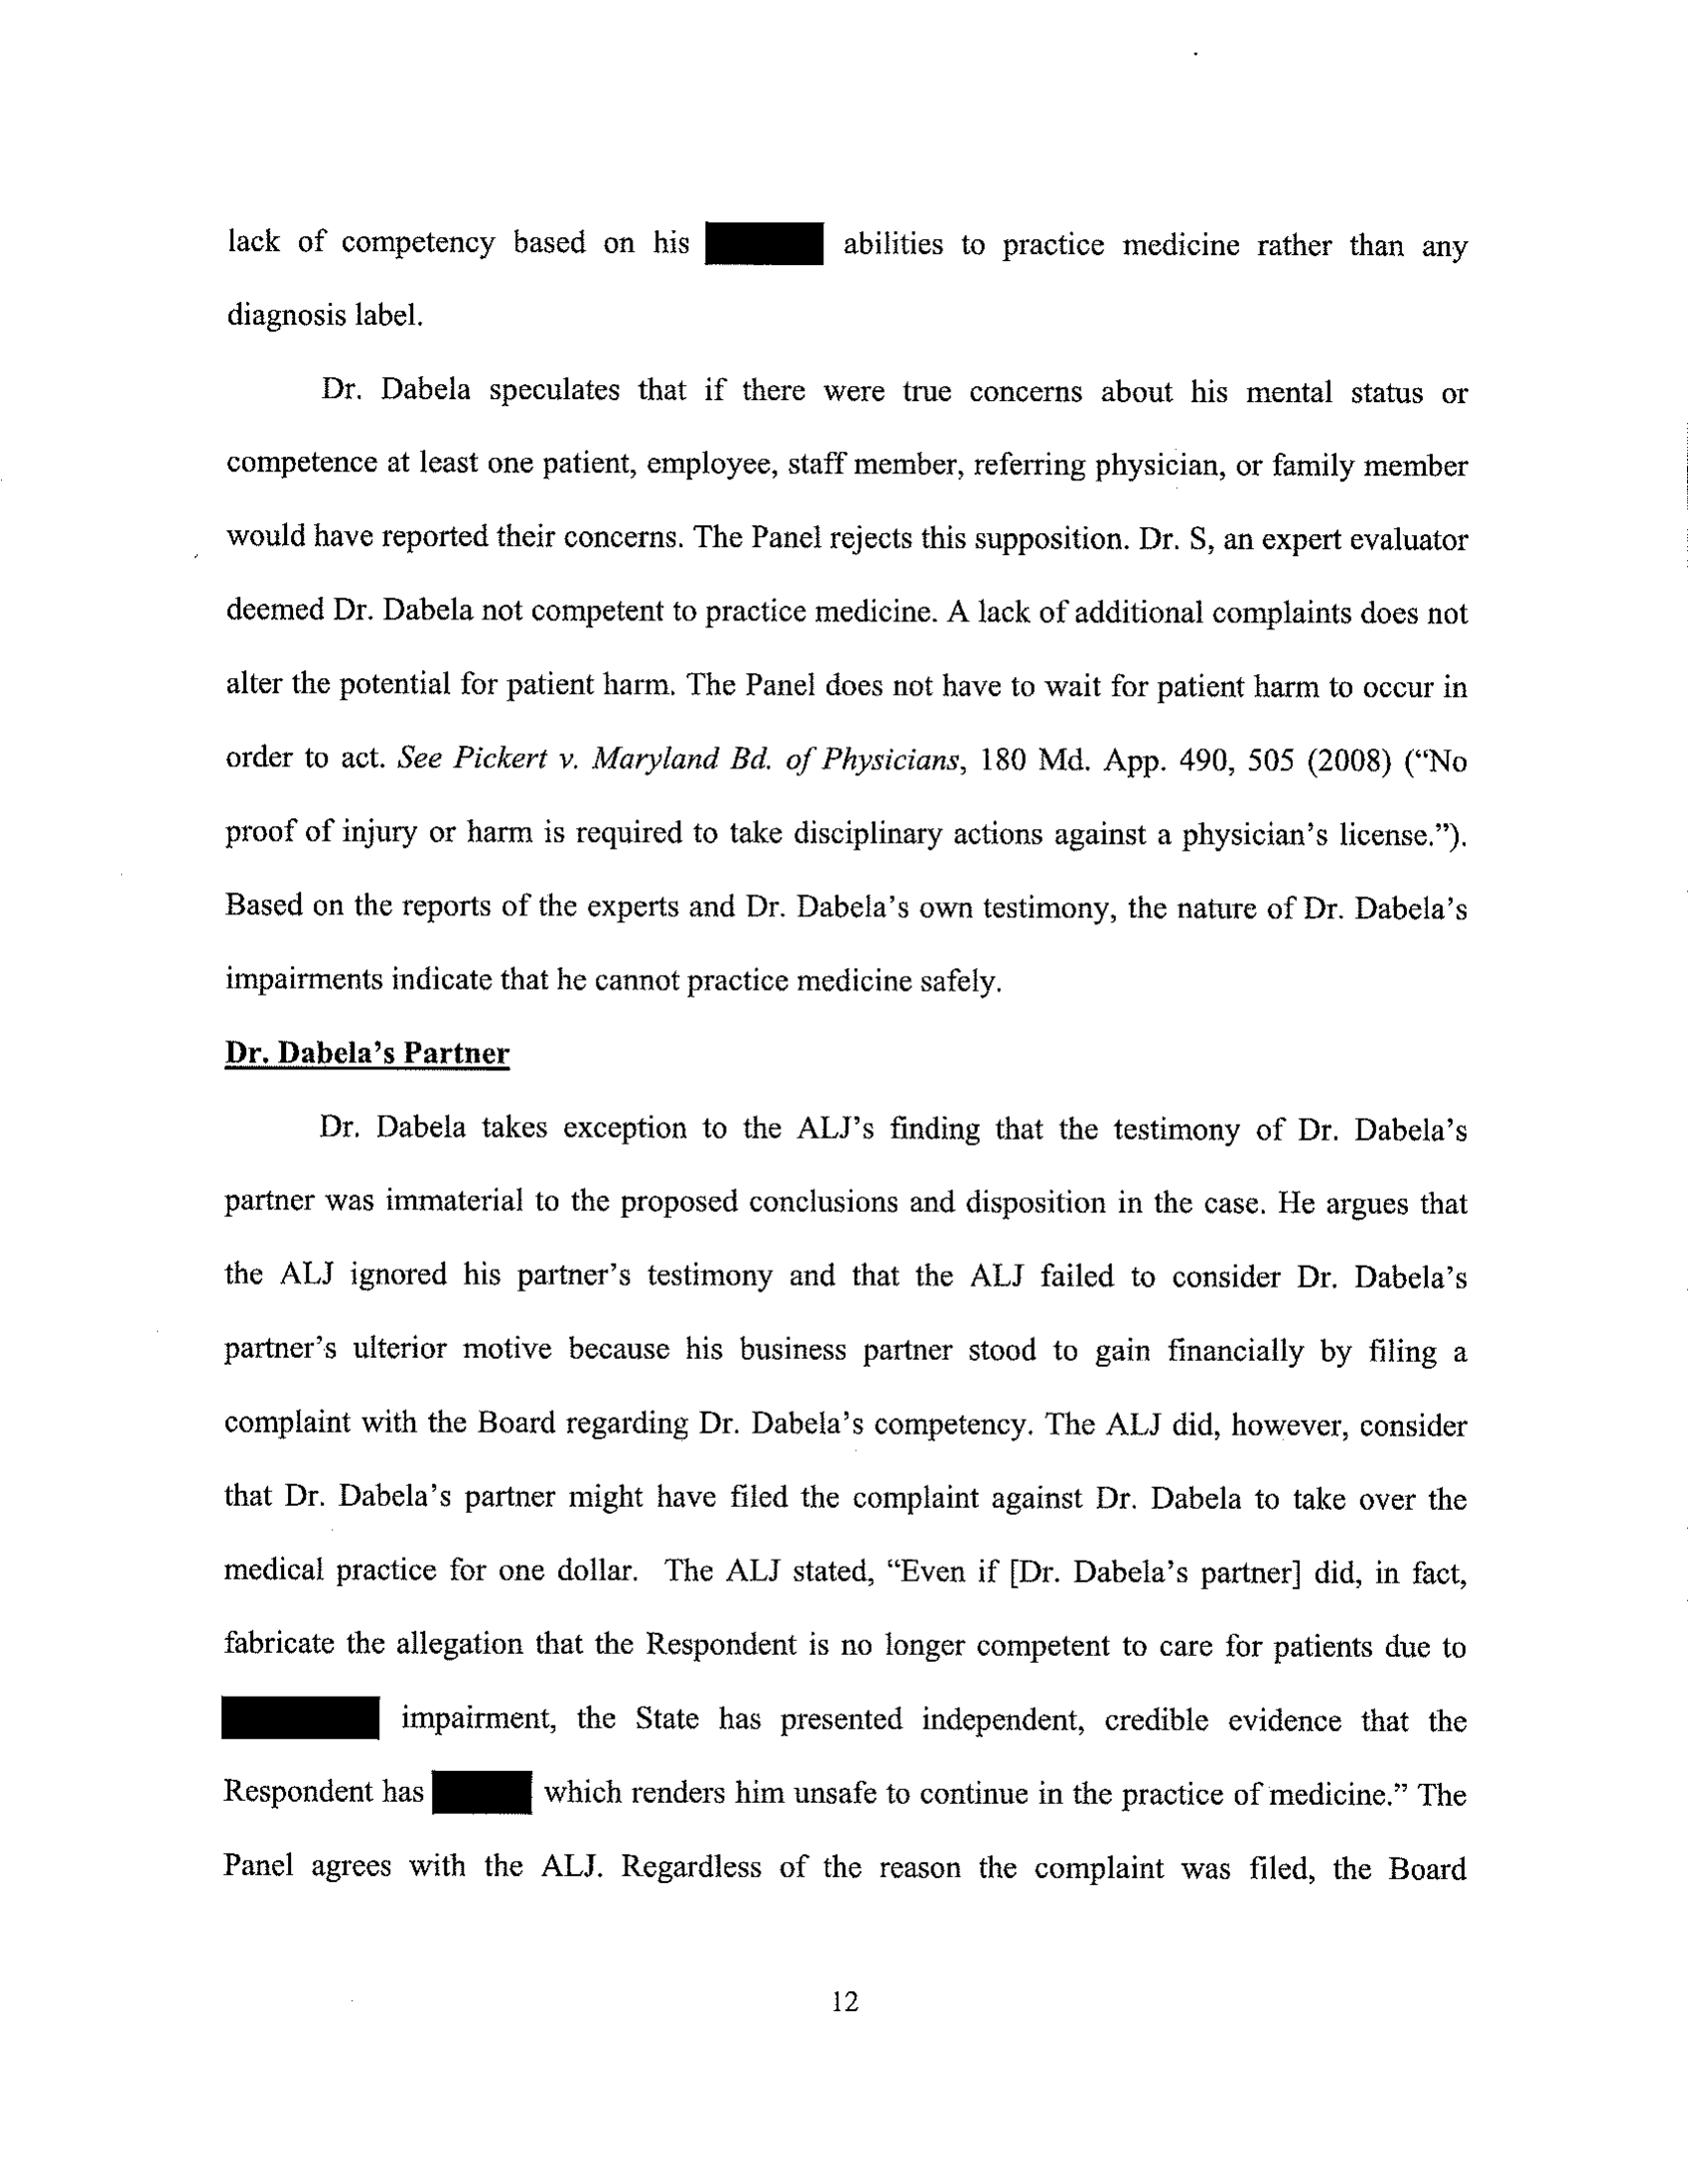 lack of competency based on his abilities to practice medicine rather than any
diagnosis label.
Dr. Dabela speculates that if there were true concerns about his mental status or
competence at least one patient, employee, staff member, referring physician, or family member
would have reported their concerns. The Panel rejects this supposition. Dr. S, an expert evaluator
deemed Dr. Dabela not competent to practice medicine. A lack of additional complaints does not
alter the potential for patient harm. The Panel does not have to wait for patient harm to occur in
order to act. See Pickert v. Maryland Bd. of Physicians, 180 Md. App. 490, 505 (2008) (“No
proof of injury or harm is required to take disciplinary actions against a physician’s license.”).
Based on the reports of the experts and Dr. Dabela’s own testimony, the nature of Dr. Dabela’s
impairments indicate that he cannot practice medicine safely.
Dr. Dabela’s Partner
Dr. Dabela takes exception to the ALJ’s finding that the testimony of Dr. Dabela’s
partner was immaterial to the proposed conclusions and disposition in the case. He argues that
the ALJ ignored his partner’s testimony and that the ALJ failed to consider Dr. Dabela’s
partner’s ulterior motive because his business partner stood to gain financially by filing a
complaint with the Board regarding Dr. Dabela’s competency. The ALJ did, however, consider
that Dr. Dabela’s partner might have filed the complaint against Dr. Dabela to take over the
medical practice for one dollar. The ALJ stated, “Even if [Dr. Dabela’s partner] did, in fact,
fabricate the allegation that the Respondent is no longer competent to care for patients due to
impairment, the State has presented independent, credible evidence that the
Respondent has which renders him unsafe to continue in the practice of medicine.” The
Panel agrees with the ALJ. Regardless of the reason the complaint was filed, the Board
12